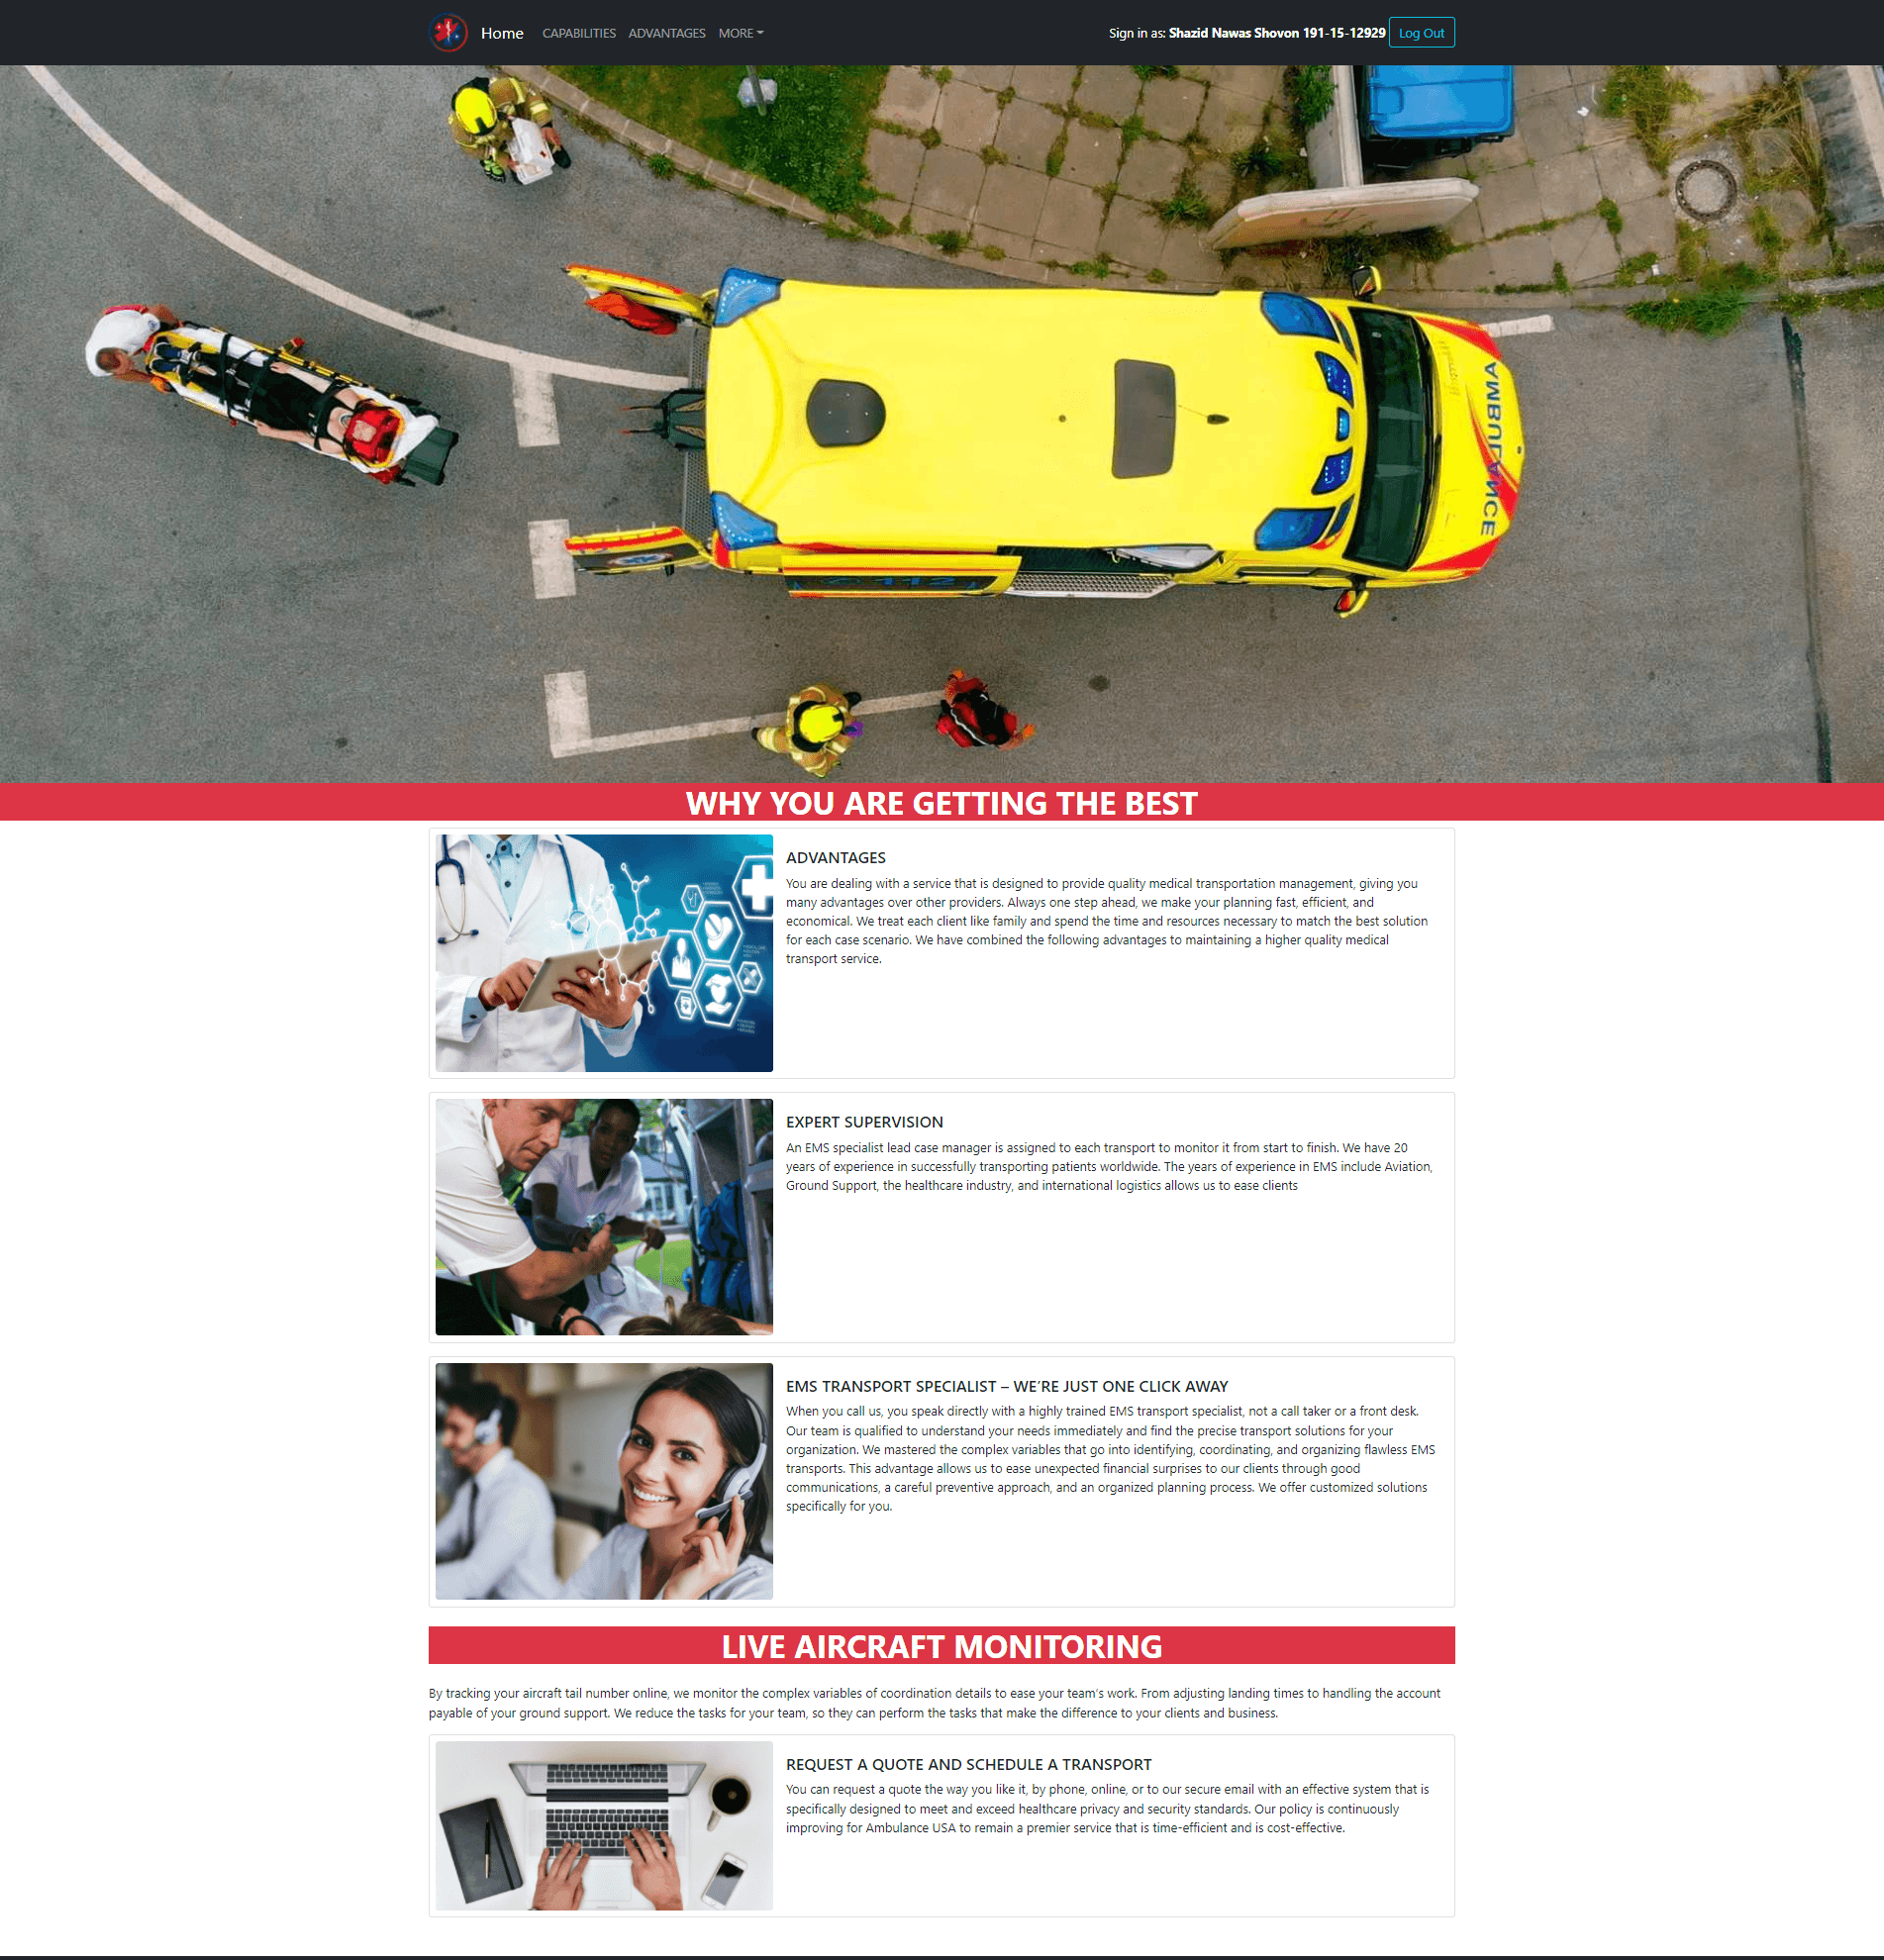 Home CAPABILITIES ADVANTAGES MORE Sign in as: Shazid Nawas Shovon 191-15-12929 Log Out
AMBULANCE
112
WHY YOU ARE GETTING THE BEST
ADVANTAGES
You are dealing with a service that is designed to provide quality medical transportation management, giving you
many advantages over other providers. Always one step ahead, we make your planning fast, efficient, and
economical. We treat each client like family and spend the time and resources necessary to match the best solution
for each case scenario. We have combined the following advantages to maintaining a higher quality medical
transport service.
EXPERT SUPERVISION
An EMS specialist lead case manager is assigned to each transport to monitor it from start to finish. We have 20
years of experience in successfully transporting patients worldwide. The years of experience in EMS include Aviation,
Ground Support, the healthcare industry, and international logistics allows us to ease clients
EMS TRANSPORT SPECIALIST – WE’RE JUST ONE CLICK AWAY
When you call us, you speak directly with a highly trained EMS transport specialist, not a call taker or a front desk.
Our team is qualified to understand your needs immediately and find the precise transport solutions for your
organization. We mastered the complex variables that go into identifying, coordinating, and organizing flawless EMS
transports. This advantage allows us to ease unexpected financial surprises to our clients through good
communications, a careful preventive approach, and an organized planning process. We offer customized solutions
specifically for you.
LIVE AIRCRAFT MONITORING
By tracking your aircraft tail number online, we monitor the complex variables of coordination details to ease your team’s work. From adjusting landing times to handling the account
payable of your ground support. We reduce the tasks for your team, so they can perform the tasks that make the difference to your clients and business.
REQUEST A QUOTE AND SCHEDULE A TRANSPORT
You can request a quote the way you like it, by phone, online, or to our secure email with an effective system that is
specifically designed to meet and exceed healthcare privacy and security standards. Our policy is continuously
improving for Ambulance USA to remain a premier service that is time-efficient and is cost-effective.